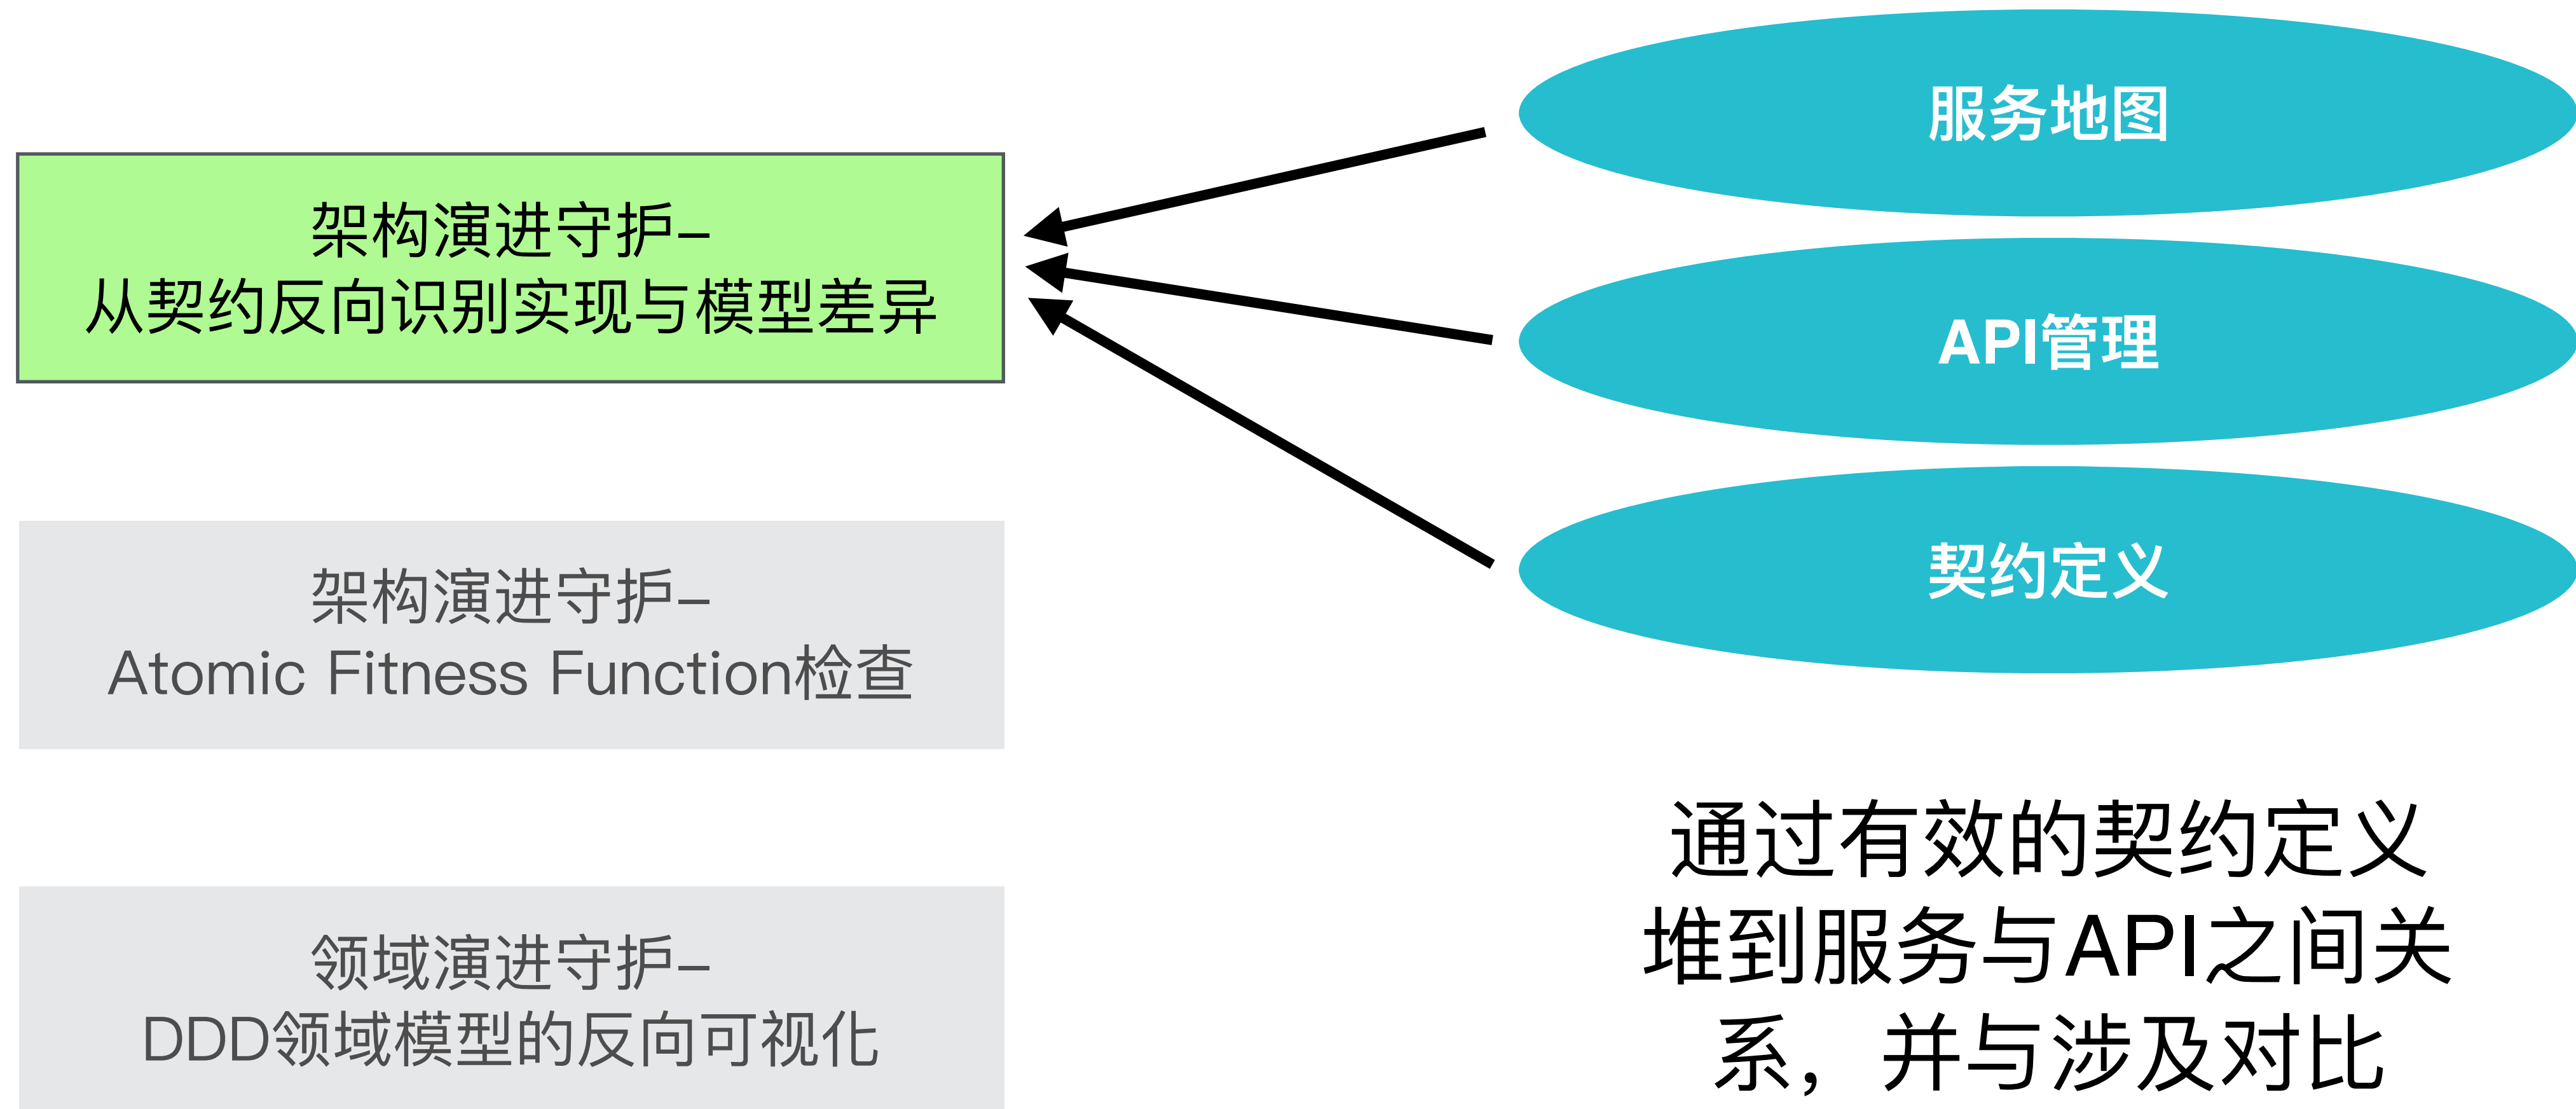 架构演进守护–
从契约反向识别实现与模型差异
架构演进守护–
Atomic Fitness Function检查
领域演进守护–
DDD领域模型的反向可视化
服务地图
API管理
契约定义
通过有效的契约定义
堆到服务与API之间关
系，并与涉及对比